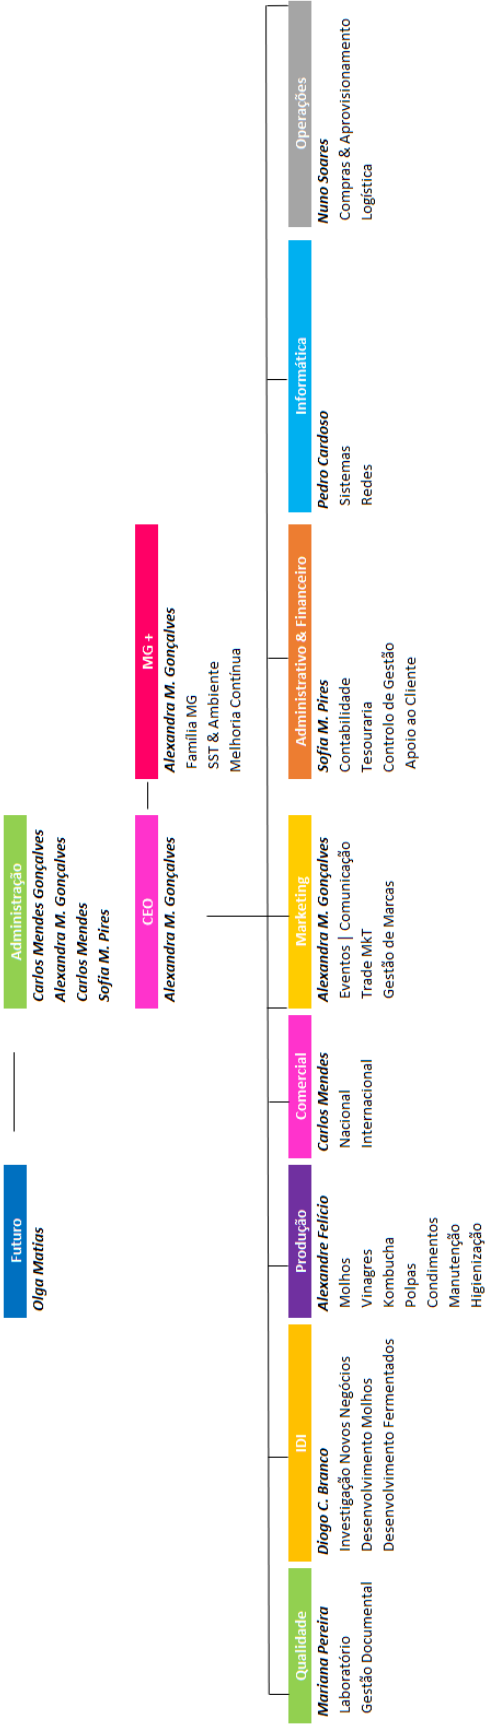 Futuro
Olga Matias
Administração
Carlos Mendes Gonçalves
Alexandra M. Gonçalves
Carlos Mendes
Sofia M. Pires
CEO
Alexandra M. Gonçalves
MG +
Alexandra M. Gonçalves
Família MG
SST & Ambiente
Melhoria Contínua
Qualidade
Mariana Pereira
Laboratório
Gestão Documental
IDI
Diogo C. Branco
Investigação Novos Negócios
Desenvolvimento Molhos
Desenvolvimento Fermentados
Produção
Alexandre Felício
Molhos
Vinagres
Kombucha
Polpas
Condimentos
Manutenção
Higienização
Comercial
Carlos Mendes
Nacional
Internacional
Marketing
Alexandra M. Gonçalves
Eventos | Comunicação
Trade MkT
Gestão de Marcas
Administrativo & Financeiro
Sofia M. Pires
Contabilidade
Tesouraria
Controlo de Gestão
Apoio ao Cliente
Informática
Pedro Cardoso
Sistemas
Redes
Operações
Nuno Soares
Compras & Aprovisionamento
Logística